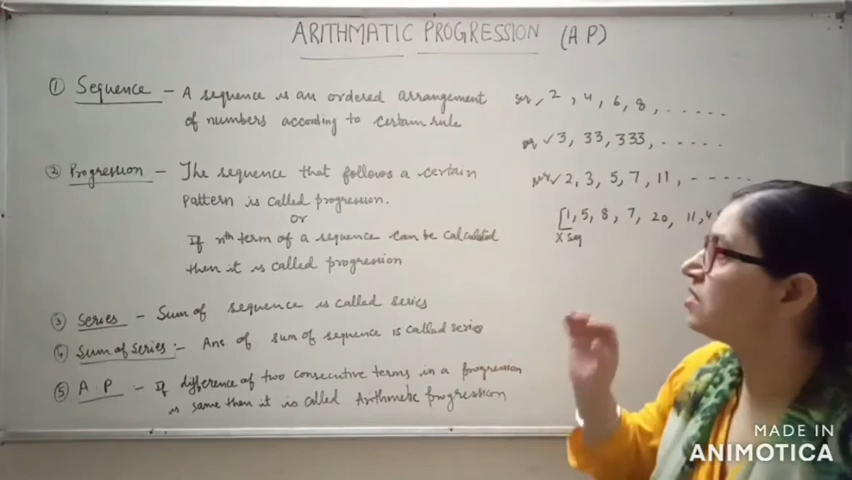 ARITHMATIC PROGRESSION (A P)
① Sequence – A sequence is an ordered arrangement
of numbers according to certain rule
② Progression – The sequence that follows a certain
Pattern is called progression.
or
If nth term of a sequence can be calculated
then it is called progression
③ Series – Sum of sequence is called series
④ Sum of Series :- Ans. of sum of sequence is called series
⑤ A P – If difference of two consecutive terms in a progression
is same then it is called Arithmetic progression
2, 4, 6, 8, . . . . .
✓ 3, 33, 333, . . . . .
✓ 2, 3, 5, 7, 11, - - - - -
[1, 5, 8, 7, 20, 11, 4
X Seq
MADE IN
ANIMOTICA